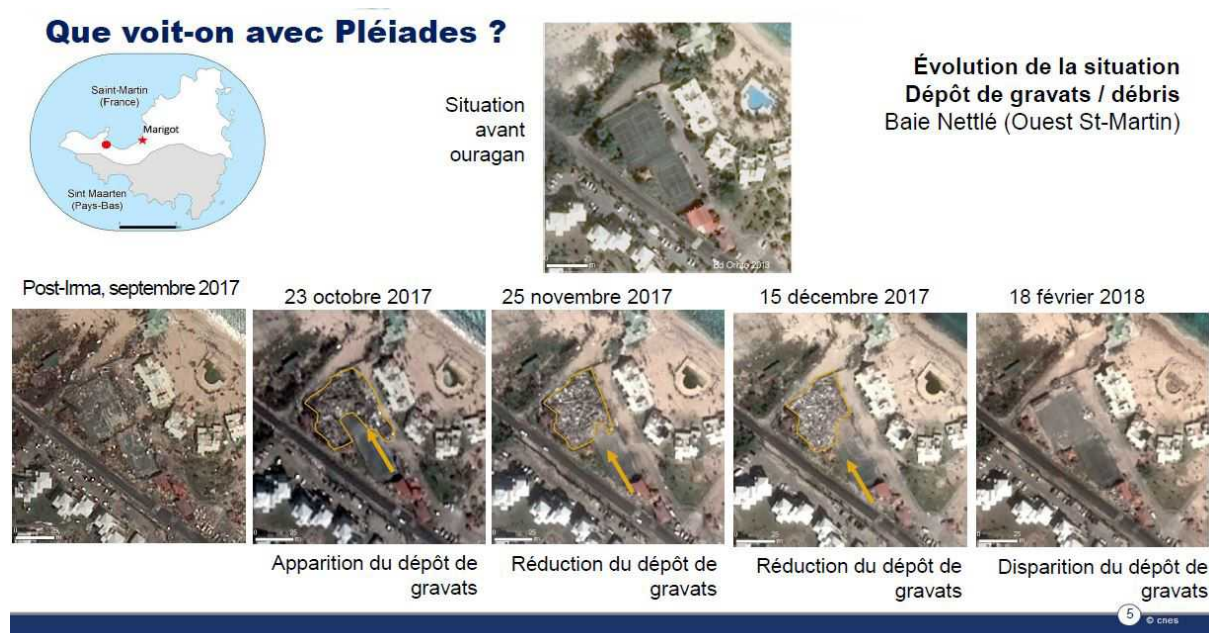 Que voit-on avec Pléiades ?
Saint-Martin
(France)
Marigot
Sint Maarten
(Pays-Bas)
Situation
avant
ouragan
Bd Ortho 2013
Évolution de la situation
Dépôt de gravats / débris
Baie Nettlé (Ouest St-Martin)
Post-Irma, septembre 2017
23 octobre 2017
25 novembre 2017
15 décembre 2017
18 février 2018
Apparition du dépôt de
gravats
Réduction du dépôt de
gravats
Réduction du dépôt de
gravats
Disparition du dépôt de
gravats
5
© cnes